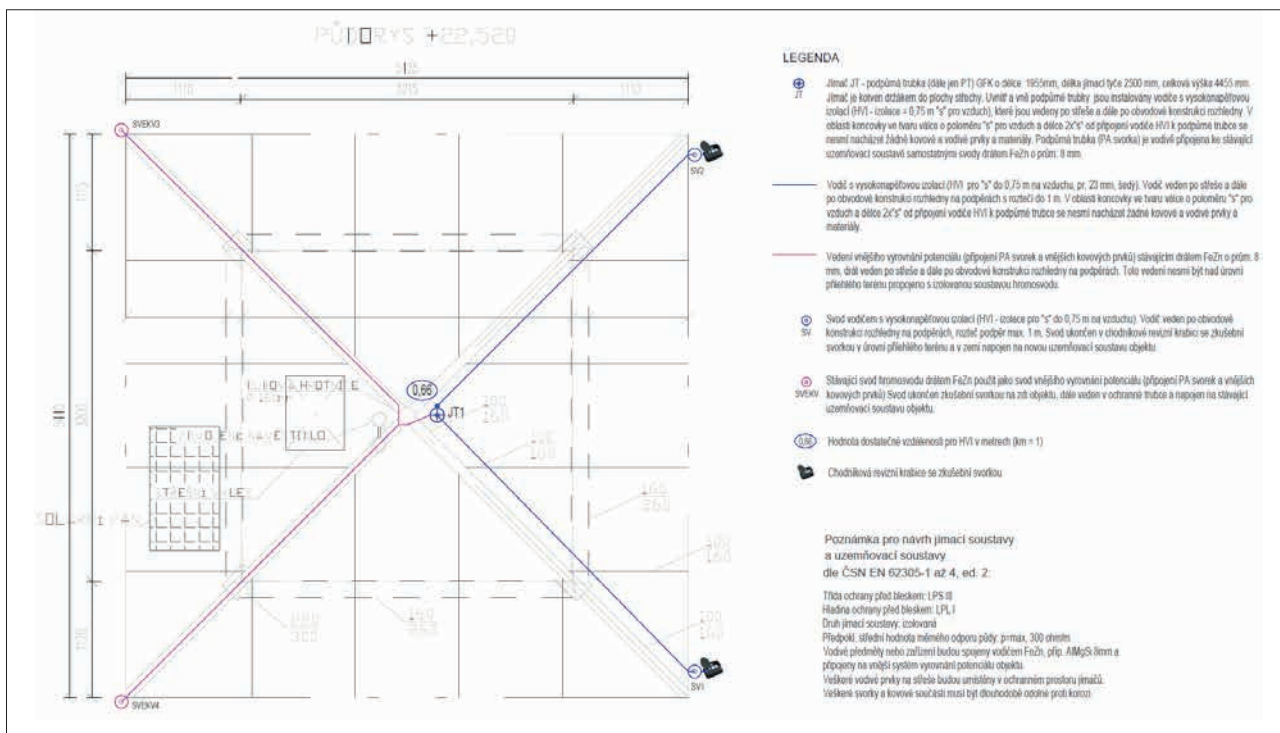 PŮDORYS +22,520
1110
1110
SVEKV3
SV2
1115
3200
0,66
JT1
100
160
160
260
100
160
SV1
SVEKV4
LEGENDA
JT
Jímač JT - podpůrná trubka (dále jen PT) GFK o délce 1955mm, délka jímací tyče 2500 mm, celková výška 4455 mm.
Jímač je kotven držákem do plochy střechy. Uvnitř a vně podpůrné trubky jsou instalovány vodiče s vysokonapěťovou
izolací (HVI - izolace = 0,75 m "s" pro vzduch), které jsou vedeny po střeše a dále po obvodové konstrukci rozhledny. V
oblasti koncovky ve tvaru válce o poloměru "s" pro vzduch a délce 2x"s" od připojení vodiče HVI k podpůrné trubce se
nesmí nacházet žádné kovové a vodivé prvky a materiály. Podpůrná trubka (PA svorka) je vodivě připojena ke stávající
uzemňovací soustavě samostatnými svody drátem FeZn o prům. 8 mm.
Vodič s vysokonapěťovou izolací (HVI pro "s" do 0,75 m na vzduchu, pr. 23 mm, šedý). Vodič veden po střeše a dále
po obvodové konstrukci rozhledny na podpěrách s roztečí do 1 m. V oblasti koncovky ve tvaru válce o poloměru "s" pro
vzduch a délce 2x"s" od připojení vodiče HVI k podpůrné trubce se nesmí nacházet žádné kovové a vodivé prvky a
materiály.
Vedení vnějšího vyrovnání potenciálu (připojení PA svorek a vnějších kovových prvků) stávajícím drátem FeZn o prům. 8
mm, drát veden po střeše a dále po obvodové konstrukci rozhledny na podpěrách. Toto vedení nesmí být nad úrovní
přilehlého terénu propojeno s izolovanou soustavou hromosvodu.
SV
Svod vodičem s vysokonapěťovou izolací (HVI - izolace pro "s" do 0,75 m na vzduchu). Vodič veden po obvodové
konstrukci rozhledny na podpěrách, rozteč podpěr max. 1 m. Svod ukončen v chodníkové revizní krabici se zkušební
svorkou v úrovni přilehlého terénu a v zemi napojen na novou uzemňovací soustavu objektu.
SVEKV
Stávající svod hromosvodu drátem FeZn použit jako svod vnějšího vyrovnání potenciálu (připojení PA svorek a vnějších
kovových prvků) Svod ukončen zkušební svorkou na zdi objektu, dále veden v ochranné trubce a napojen na stávající
uzemňovací soustavu objektu.
0,66
Hodnota dostatečné vzdálenosti pro HVI v metrech (km = 1)
Chodníková revizní krabice se zkušební svorkou
Poznámka pro návrh jímací soustavy
a uzemňovací soustavy
dle ČSN EN 62305-1 až 4, ed. 2:
Třída ochrany před bleskem: LPS III
Hladina ochrany před bleskem: LPL I
Druh jímací soustavy: izolovaná
Předpokl. střední hodnota měrného odporu půdy: p=max. 300 ohm/m
Vodivé předměty nebo zařízení budou spojeny vodičem FeZn, příp. AlMgSi 8mm a
připojeny na vnější systém vyrovnání potenciálu objektu.
Veškeré vodivé prvky na střeše budou umístěny v ochranném prostoru jímačů.
Veškeré svorky a kovové součásti musí být dlouhodobě odolné proti korozi.